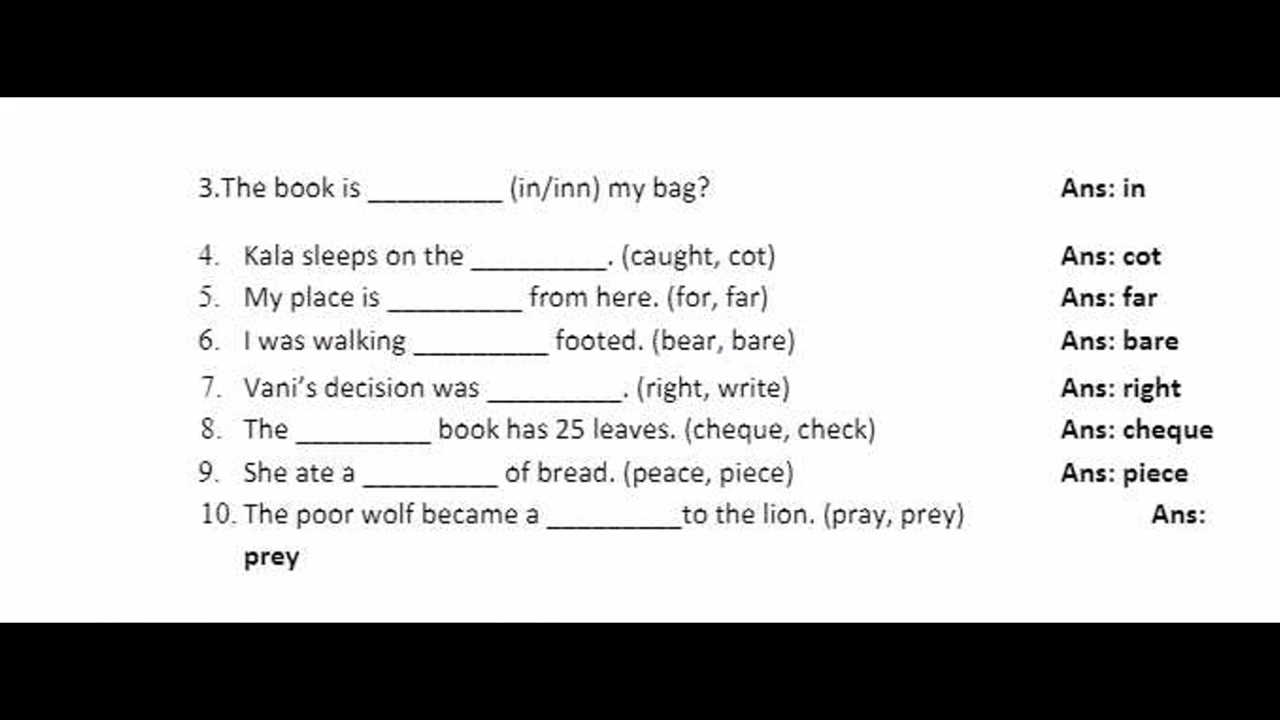 3.The book is _________ (in/inn) my bag? Ans: in
4. Kala sleeps on the _________. (caught, cot) Ans: cot
5. My place is _________ from here. (for, far) Ans: far
6. I was walking _________ footed. (bear, bare) Ans: bare
7. Vani’s decision was _________. (right, write) Ans: right
8. The _________ book has 25 leaves. (cheque, check) Ans: cheque
9. She ate a _________ of bread. (peace, piece) Ans: piece
10. The poor wolf became a _________to the lion. (pray, prey) Ans:
prey